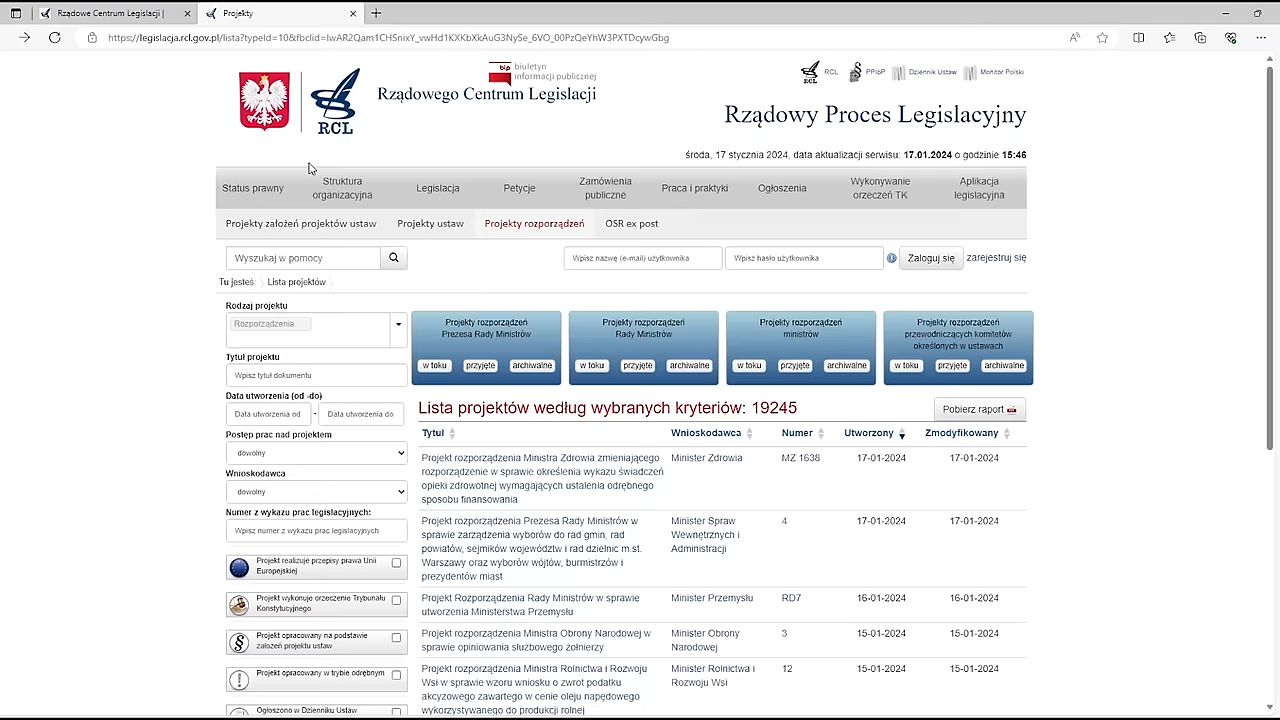 Rządowe Centrum Legislacji |
Projekty
https://legislacja.rcl.gov.pl/lista?typeId=10&fbclid=IwAR2Qam1CHSnixY_vwHd1KXKbXkAuG3NySe_6VO_00PzQeYhW3PXTDcywGbg
bip biuletyn
informacji publicznej
RCL
Rządowego Centrum Legislacji
RCL PPioP Dziennik Ustaw Monitor Polski
Rządowy Proces Legislacyjny
środa, 17 stycznia 2024, data aktualizacji serwisu: 17.01.2024 o godzinie 15:46
Status prawny
Struktura
organizacyjna
Legislacja
Petycje
Zamówienia
publiczne
Praca i praktyki
Ogłoszenia
Wykonywanie
orzeczeń TK
Aplikacja
legislacyjna
Projekty założeń projektów ustaw Projekty ustaw Projekty rozporządzeń OSR ex post
Wyszukaj w pomocy
Wpisz nazwę (e-mail) użytkownika Wpisz hasło użytkownika Zaloguj się zarejestruj się
Tu jesteś: Lista projektów
Rodzaj projektu
Rozporządzenia
Tytuł projektu
Wpisz tytuł dokumentu
Data utworzenia (od -do)
Data utworzenia od - Data utworzenia do
Postęp prac nad projektem
dowolny
Wnioskodawca
dowolny
Numer z wykazu prac legislacyjnych:
Wpisz numer z wykazu prac legislacyjnych
Projekt realizuje przepisy prawa Unii
Europejskiej
Projekt wykonuje orzeczenie Trybunału
Konstytucyjnego
Projekt opracowany na podstawie
założeń projektu ustaw
Projekt opracowany w trybie odrębnym
Ogłoszono w Dzienniku Ustaw
Projekty rozporządzeń
Prezesa Rady Ministrów
w toku przyjęte archiwalne
Projekty rozporządzeń
Rady Ministrów
w toku przyjęte archiwalne
Projekty rozporządzeń
ministrów
w toku przyjęte archiwalne
Projekty rozporządzeń
przewodniczących komitetów
określonych w ustawach
w toku przyjęte archiwalne
Lista projektów według wybranych kryteriów: 19245
Pobierz raport
Tytuł Wnioskodawca Numer Utworzony Zmodyfikowany
Projekt rozporządzenia Ministra Zdrowia zmieniającego
rozporządzenie w sprawie określenia wykazu świadczeń
opieki zdrowotnej wymagających ustalenia odrębnego
sposobu finansowania
Minister Zdrowia
MZ 1638
17-01-2024
17-01-2024
Projekt rozporządzenia Prezesa Rady Ministrów w
sprawie zarządzenia wyborów do rad gmin, rad
powiatów, sejmików województw i rad dzielnic m.st.
Warszawy oraz wyborów wójtów, burmistrzów i
prezydentów miast
Minister Spraw
Wewnętrznych i
Administracji
4
17-01-2024
17-01-2024
Projekt Rozporządzenia Rady Ministrów w sprawie
utworzenia Ministerstwa Przemysłu
Minister Przemysłu
RD7
16-01-2024
16-01-2024
Projekt rozporządzenia Ministra Obrony Narodowej w
sprawie opiniowania służbowego żołnierzy
Minister Obrony
Narodowej
3
15-01-2024
15-01-2024
Projekt rozporządzenia Ministra Rolnictwa i Rozwoju
Wsi w sprawie wzoru wniosku o zwrot podatku
akcyzowego zawartego w cenie oleju napędowego
wykorzystywanego do produkcji rolnej
Minister Rolnictwa i
Rozwoju Wsi
12
15-01-2024
15-01-2024